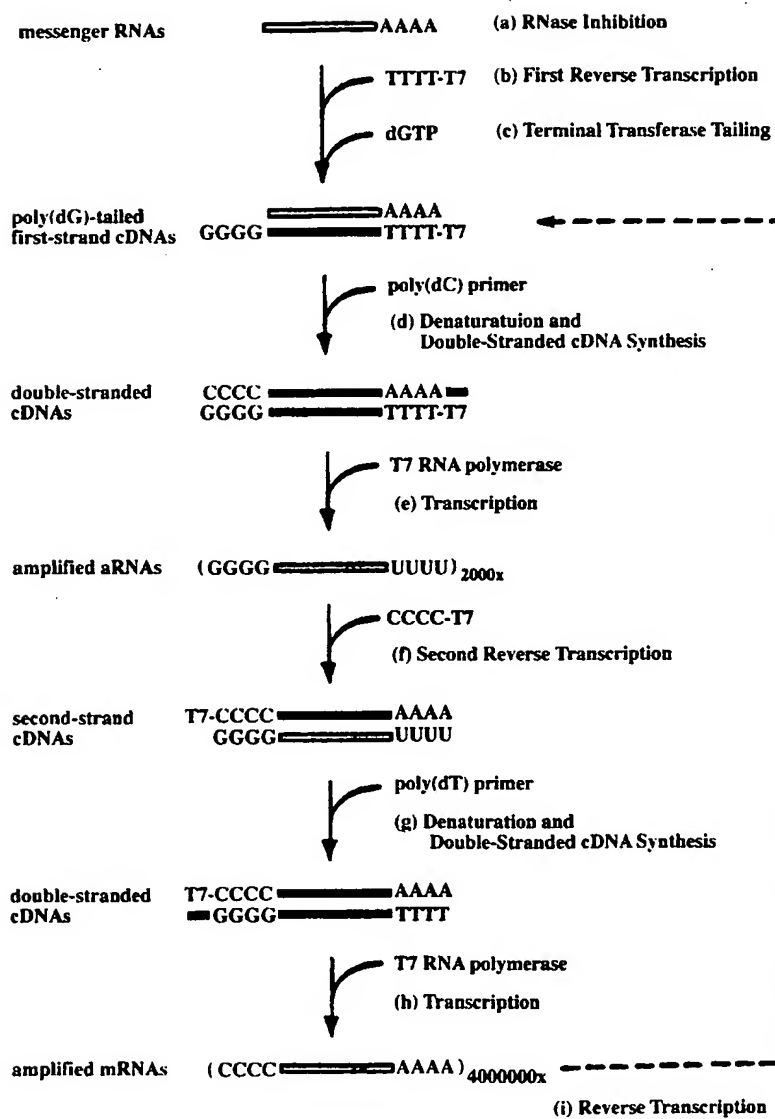 messenger RNAs AAAA (a) RNase Inhibition
TTTT-T7 (b) First Reverse Transcription
dGTP (c) Terminal Transferase Tailing
poly(dG)-tailed AAAA
first-strand cDNAs GGGG TTTT-T7
poly(dC) primer
(d) Denaturatuion and
Double-Stranded cDNA Synthesis
double-stranded CCCC AAAA
cDNAs GGGG TTTT-T7
T7 RNA polymerase
(e) Transcription
amplified aRNAs (GGGG UUUU)2000x
CCCC-T7
(f) Second Reverse Transcription
second-strand T7-CCCC AAAA
cDNAs GGGG UUUU
poly(dT) primer
(g) Denaturation and
Double-Stranded cDNA Synthesis
double-stranded T7-CCCC AAAA
cDNAs GGGG TTTT
T7 RNA polymerase
(h) Transcription
amplified mRNAs (CCCC AAAA)4000000x
(i) Reverse Transcription